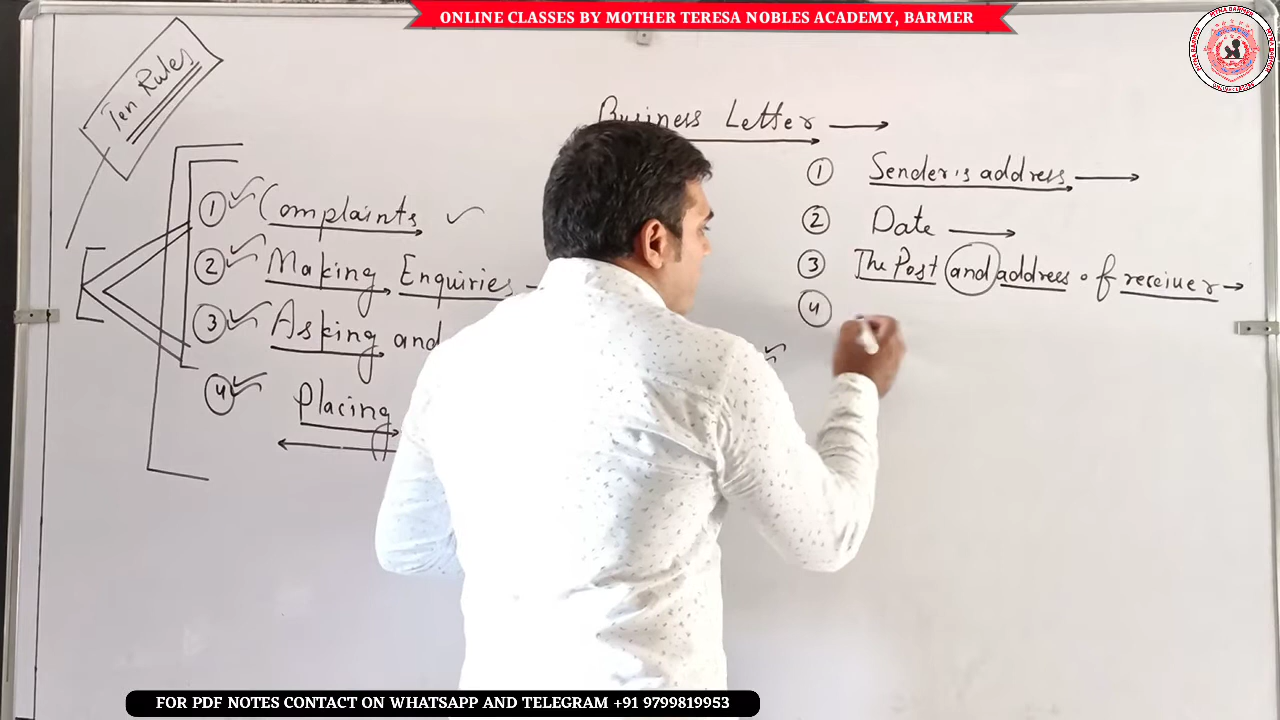 ONLINE CLASSES BY MOTHER TERESA NOBLES ACADEMY, BARMER
Ten Rules
Business Letter
1 Sender's address
2 Date
3 The Post and address of receiver
4
1 Complaints
2 Making Enquiries
3 Asking and
4 Placing
FOR PDF NOTES CONTACT ON WHATSAPP AND TELEGRAM +91 9799819953